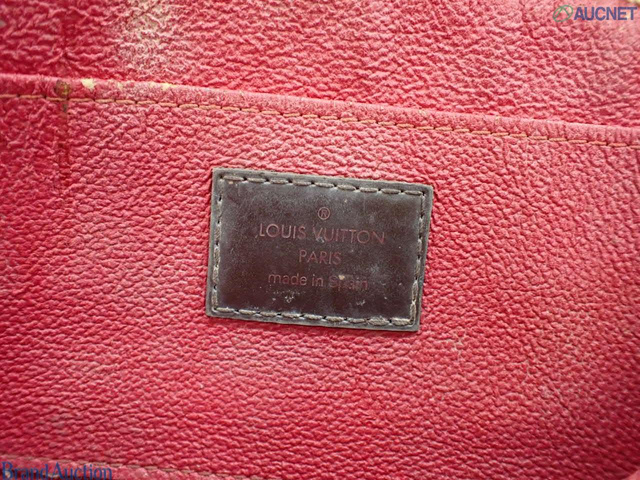 AUCNET
®
LOUIS VUITTON
PARIS
made in Spain
Brand Auction